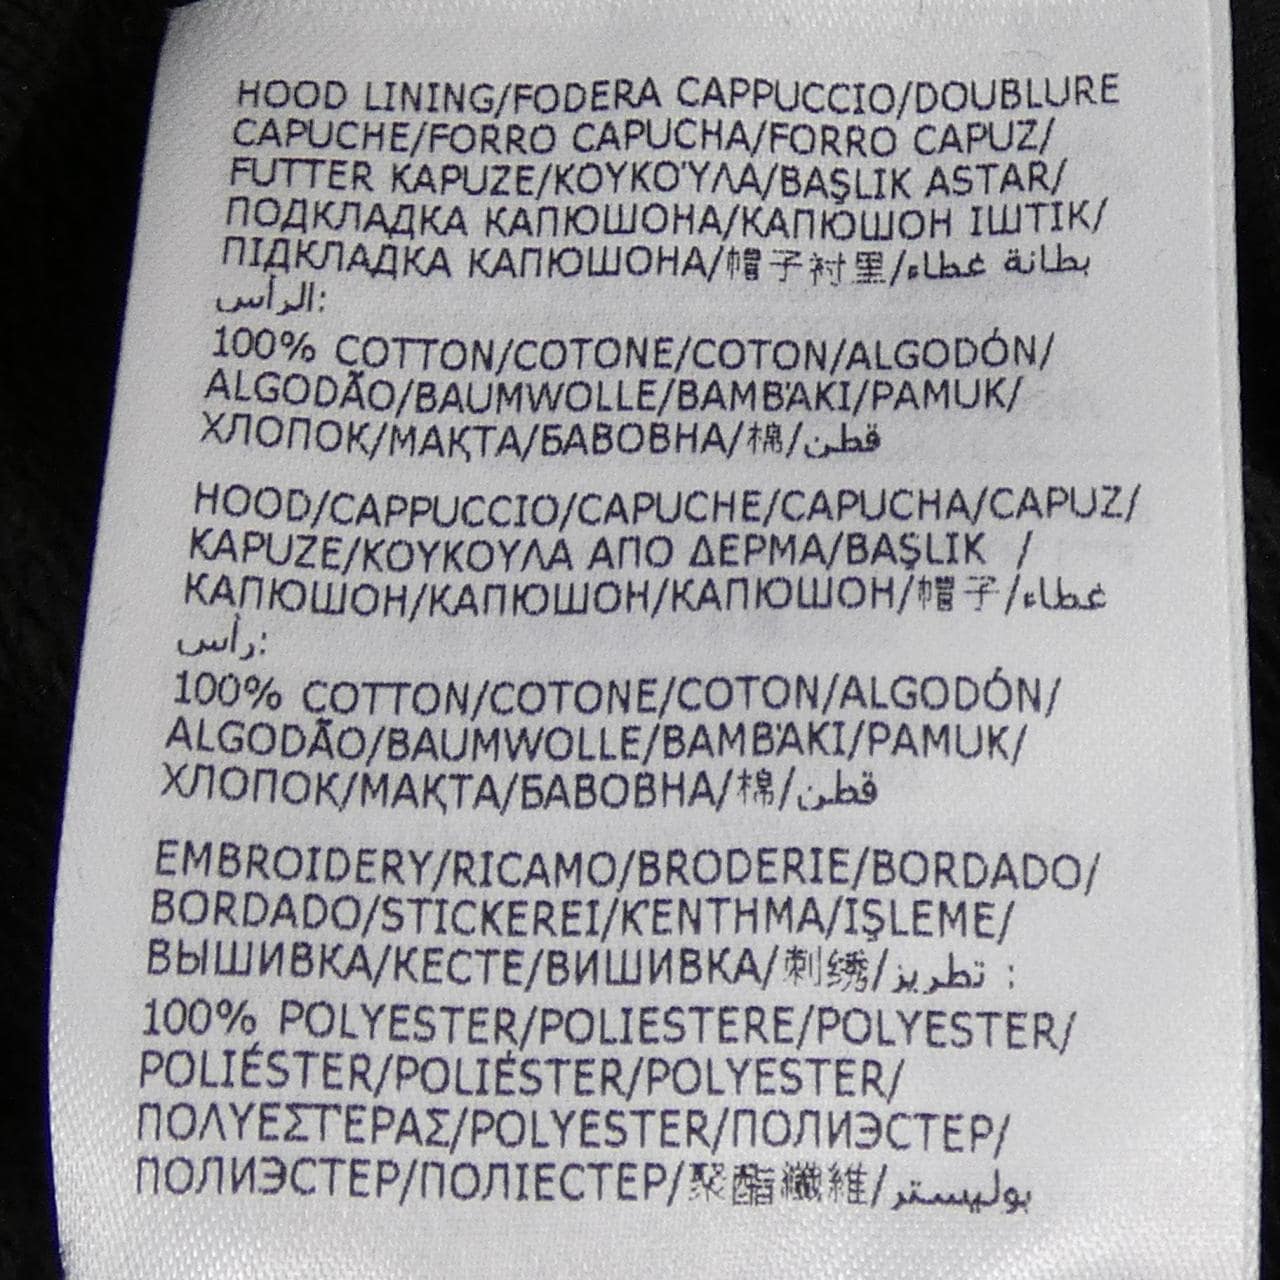 HOOD LINING/FODERA CAPPUCCIO/DOUBLURE
CAPUCHE/FORRO CAPUCHA/FORRO CAPUZ/
FUTTER KAPUZE/ΚΟΥΚΟΎΛΑ/BAŞLIK ASTAR/
ПОДКЛАДКА КАПЮШОНА/КАПЮШОН ІШТІК/
ПІДКЛАДКА КАПЮШОНА/帽子衬里/بطانة غطاء
الرأس:
100% COTTON/COTONE/COTON/ALGODÓN/
ALGODÃO/BAUMWOLLE/ΒΑΜΒΆΚΙ/PAMUK/
ХЛОПОК/МАҚТА/БАВОВНА/棉/قطن
HOOD/CAPPUCCIO/CAPUCHE/CAPUCHA/CAPUZ/
KAPUZE/ΚΟΥΚΟΥΛΑ ΑΠΟ ΔΕΡΜΑ/BAŞLIK /
КАПЮШОН/КАПЮШОН/КАПЮШОН/帽子/غطاء
رأس:
100% COTTON/COTONE/COTON/ALGODÓN/
ALGODÃO/BAUMWOLLE/ΒΑΜΒΆΚΙ/PAMUK/
ХЛОПОК/МАҚТА/БАВОВНА/棉/قطن
EMBROIDERY/RICAMO/BRODERIE/BORDADO/
BORDADO/STICKEREI/ΚΈΝΤΗΜΑ/IŞLEME/
ВЫШИВКА/КЕСТЕ/ВИШИВКА/刺绣/تطريز :
100% POLYESTER/POLIESTERE/POLYESTER/
POLIÉSTER/POLIÉSTER/POLYESTER/
ΠΟΛΥΕΣΤΈΡΑΣ/POLYESTER/ПОЛИЭСТЕР/
ПОЛИЭСТЕР/ПОЛІЕСТЕР/聚酯纖維/بوليستر